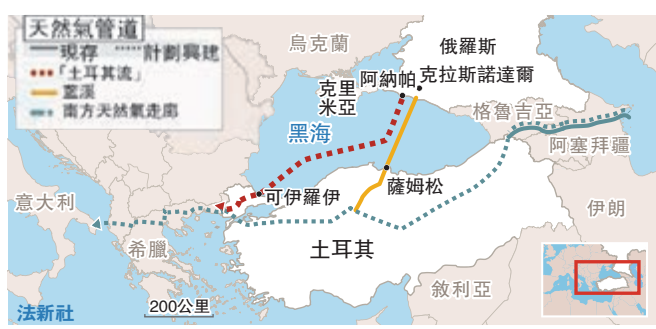 天然氣管道
現存 計劃興建
「土耳其流」
藍溪
南方天然氣走廊
烏克蘭
俄羅斯
克里
米亞
阿納帕
克拉斯諾達爾
格魯吉亞
黑海
阿塞拜疆
意大利
可伊羅伊
薩姆松
伊朗
希臘
土耳其
敘利亞
200公里
法新社